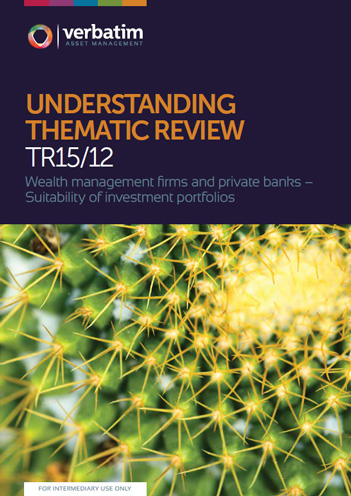 verbatim
ASSET MANAGEMENT
UNDERSTANDING
THEMATIC REVIEW
TR15/12
Wealth management firms and private banks –
Suitability of investment portfolios
FOR INTERMEDIARY USE ONLY